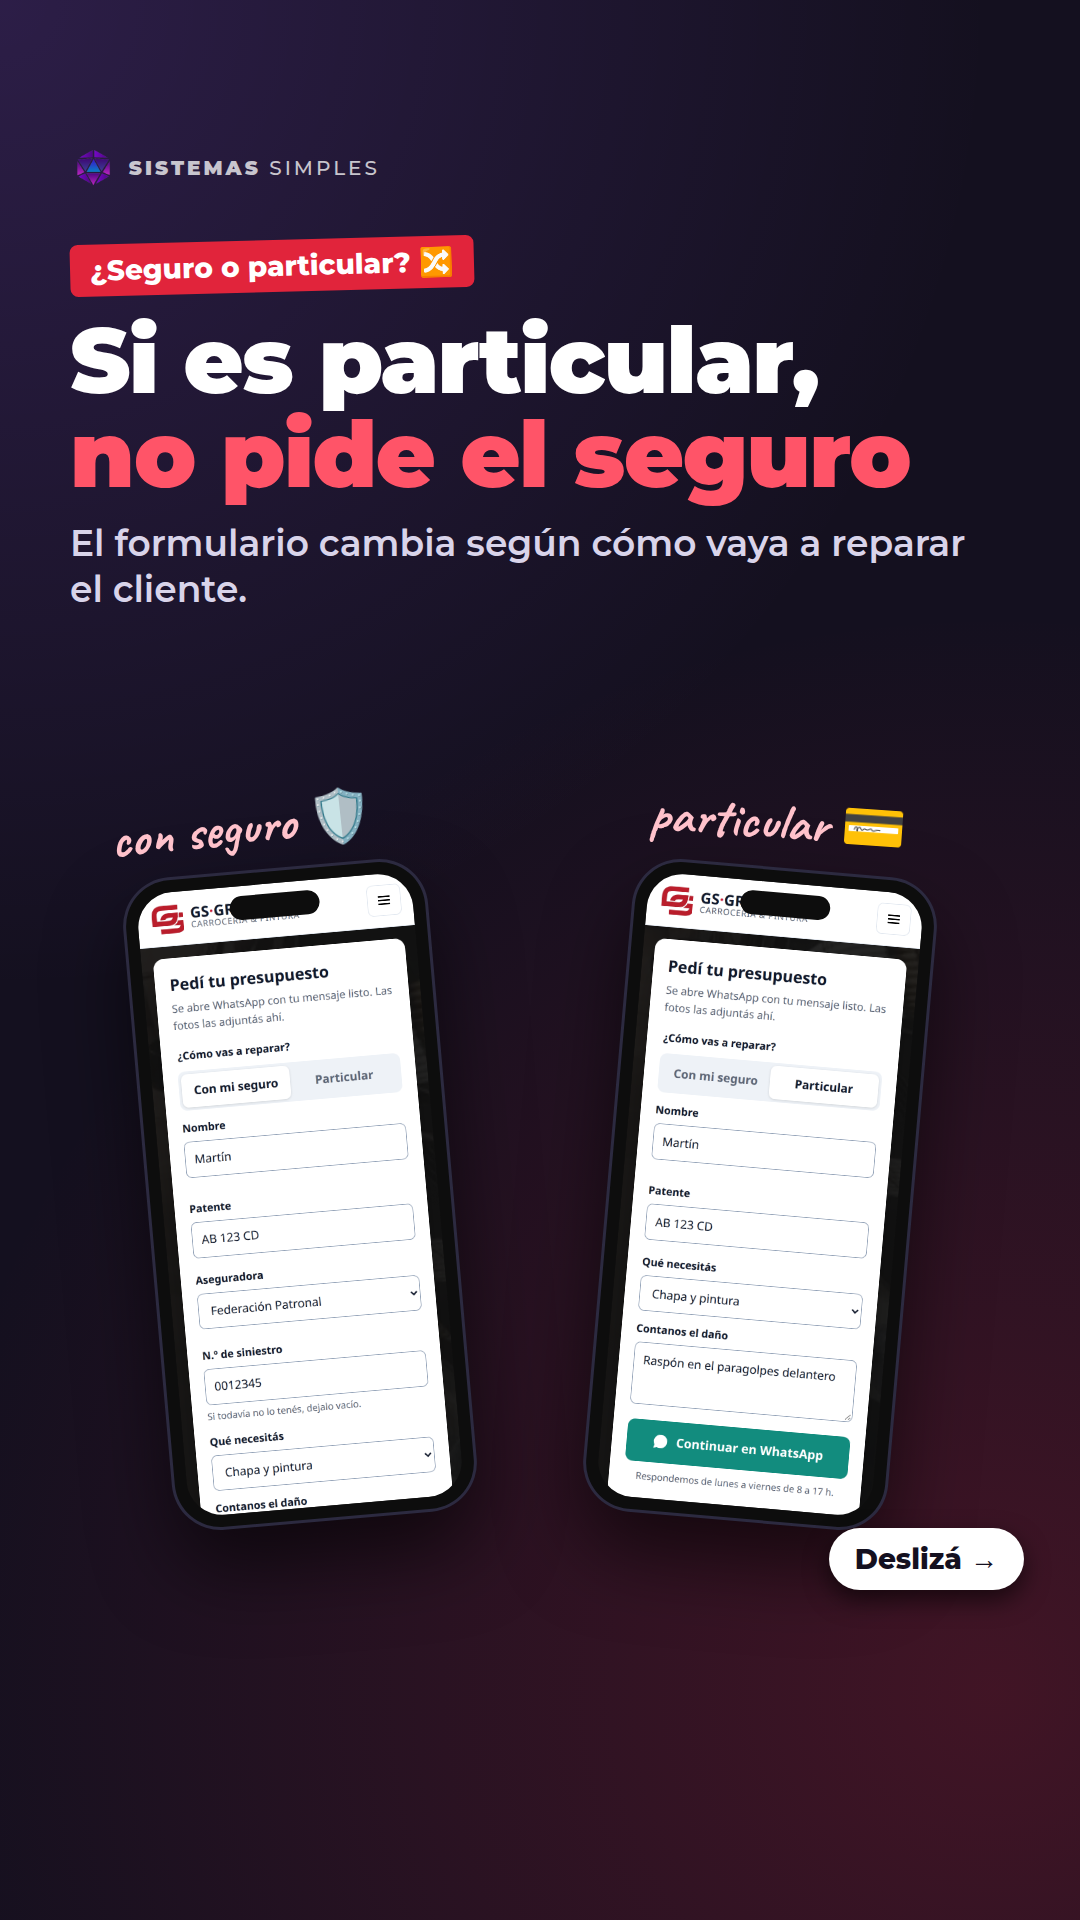 SISTEMAS SIMPLES
¿Seguro o particular? 🔀
Si es particular,
no pide el seguro
El formulario cambia según cómo vaya a reparar
el cliente.
con seguro 🛡️
Pedí tu presupuesto
Se abre WhatsApp con tu mensaje listo. Las
fotos las adjuntás ahí.
¿Cómo vas a reparar?
Con mi seguro Particular
Nombre
Martín
Patente
AB 123 CD
Aseguradora
Federación Patronal
N.º de siniestro
0012345
Si todavía no lo tenés, dejalo vacío.
Qué necesitás
Chapa y pintura
Contanos el daño
particular 💳
Pedí tu presupuesto
Se abre WhatsApp con tu mensaje listo. Las
fotos las adjuntás ahí.
¿Cómo vas a reparar?
Con mi seguro Particular
Nombre
Martín
Patente
AB 123 CD
Qué necesitás
Chapa y pintura
Contanos el daño
Raspón en el paragolpes delantero
Continuar en WhatsApp
Respondemos de lunes a viernes de 8 a 17 h.
Deslizá →